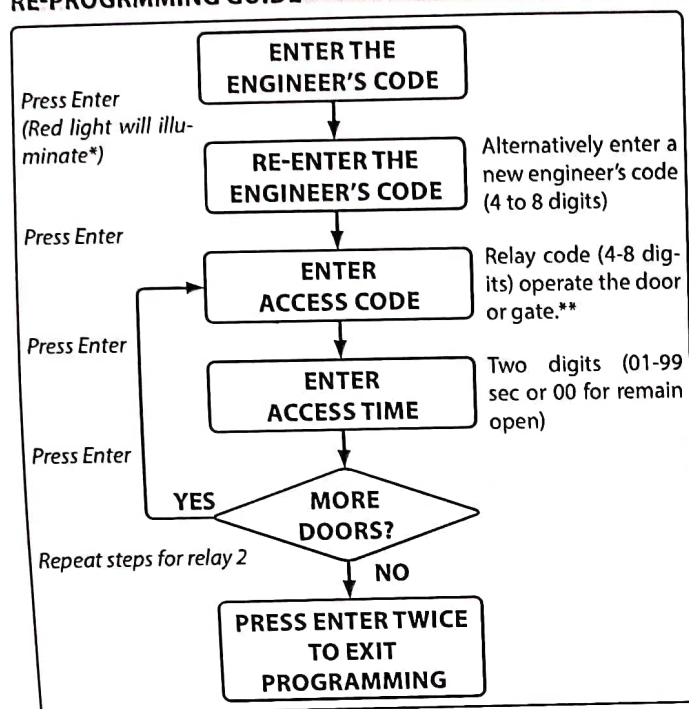 RE-PROGRMMING GUIDE
ENTER THE
ENGINEER'S CODE
Press Enter
(Red light will illu-
minate*)
RE-ENTER THE
ENGINEER'S CODE
Alternatively enter a
new engineer's code
(4 to 8 digits)
Press Enter
ENTER
ACCESS CODE
Relay code (4-8 dig-
its) operate the door
or gate.**
Press Enter
ENTER
ACCESS TIME
Two digits (01-99
sec or 00 for remain
open)
Press Enter
YES
MORE
DOORS?
Repeat steps for relay 2
NO
PRESS ENTER TWICE
TO EXIT
PROGRAMMING